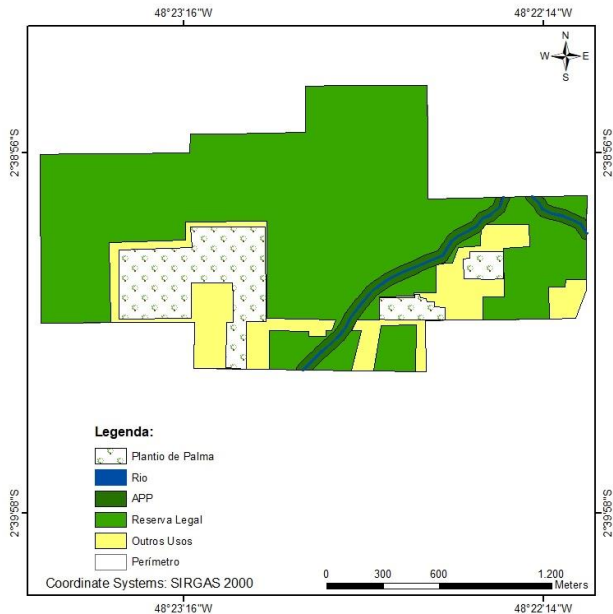 48°23'16"W 48°22'14"W
N
W E
S
2°38'56"S 2°38'56"S
Legenda:
Plantio de Palma
Rio
APP
Reserva Legal
Outros Usos
Perímetro
2°39'58"S 2°39'58"S
Coordinate Systems: SIRGAS 2000
0 300 600 1.200
Meters
48°23'16"W 48°22'14"W